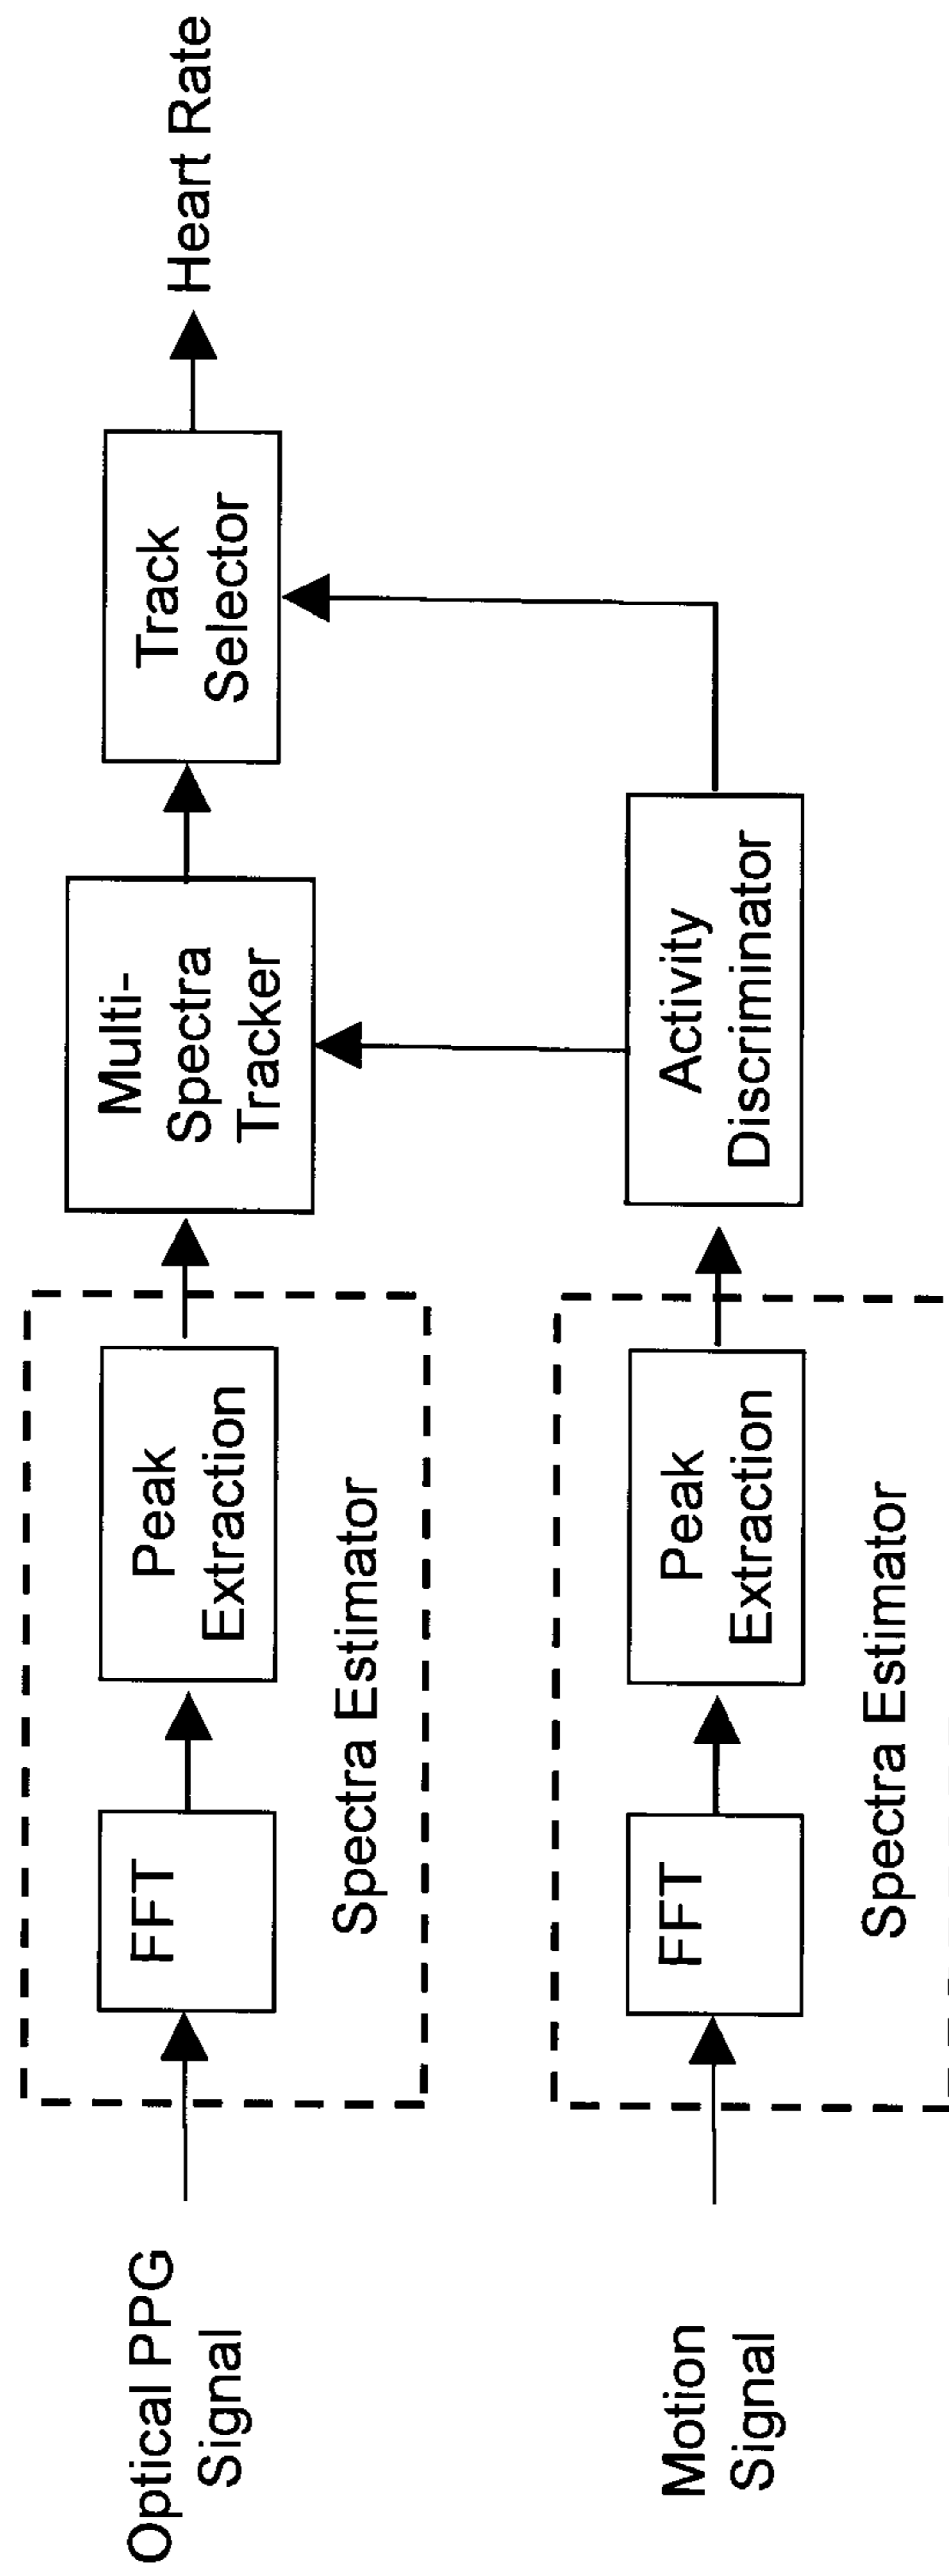 Optical PPG
Signal
FFT
Peak
Extraction
Spectra Estimator
Multi-
Spectra
Tracker
Track
Selector
Heart Rate
Motion
Signal
FFT
Peak
Extraction
Spectra Estimator
Activity
Discriminator